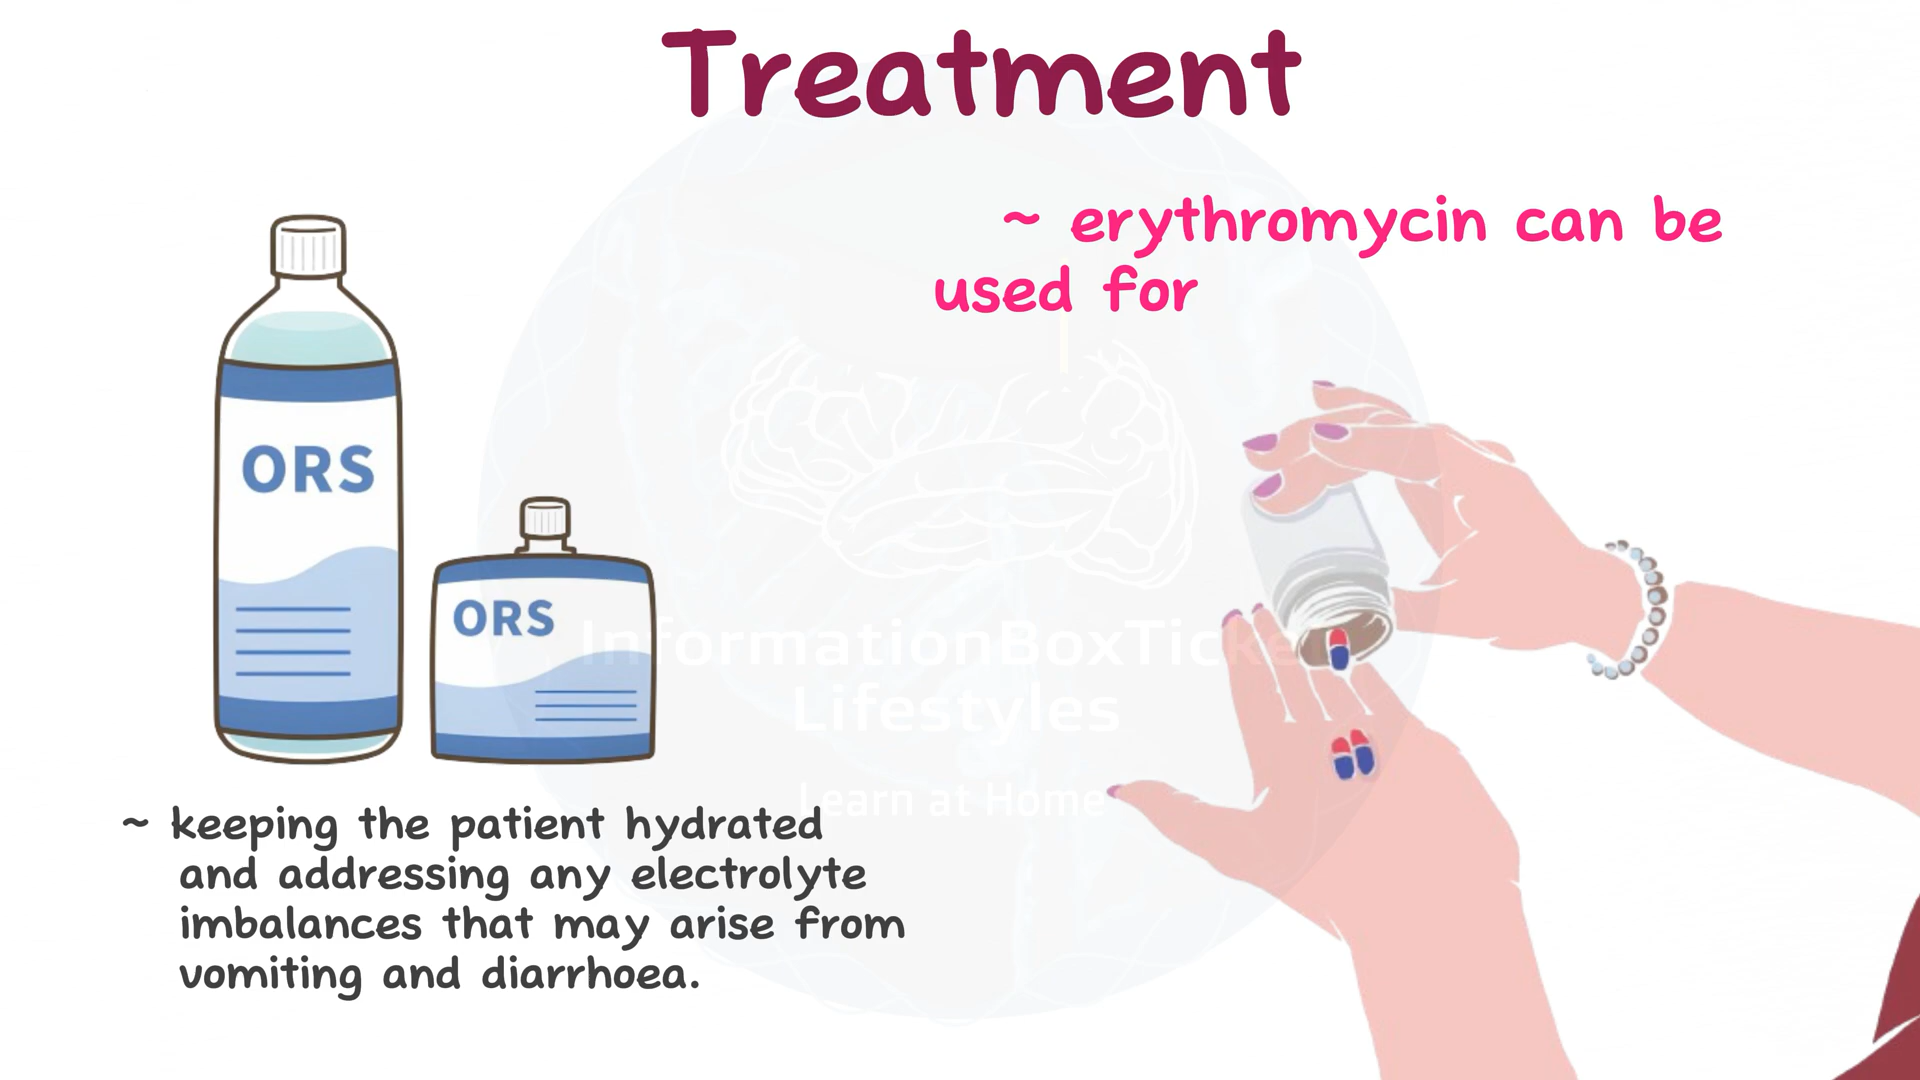 Treatment
~ erythromycin can be
used for
ORS
ORS
InformationBoxTicker
Lifestyles
&
Learn at Home
~ keeping the patient hydrated
and addressing any electrolyte
imbalances that may arise from
vomiting and diarrhoea.